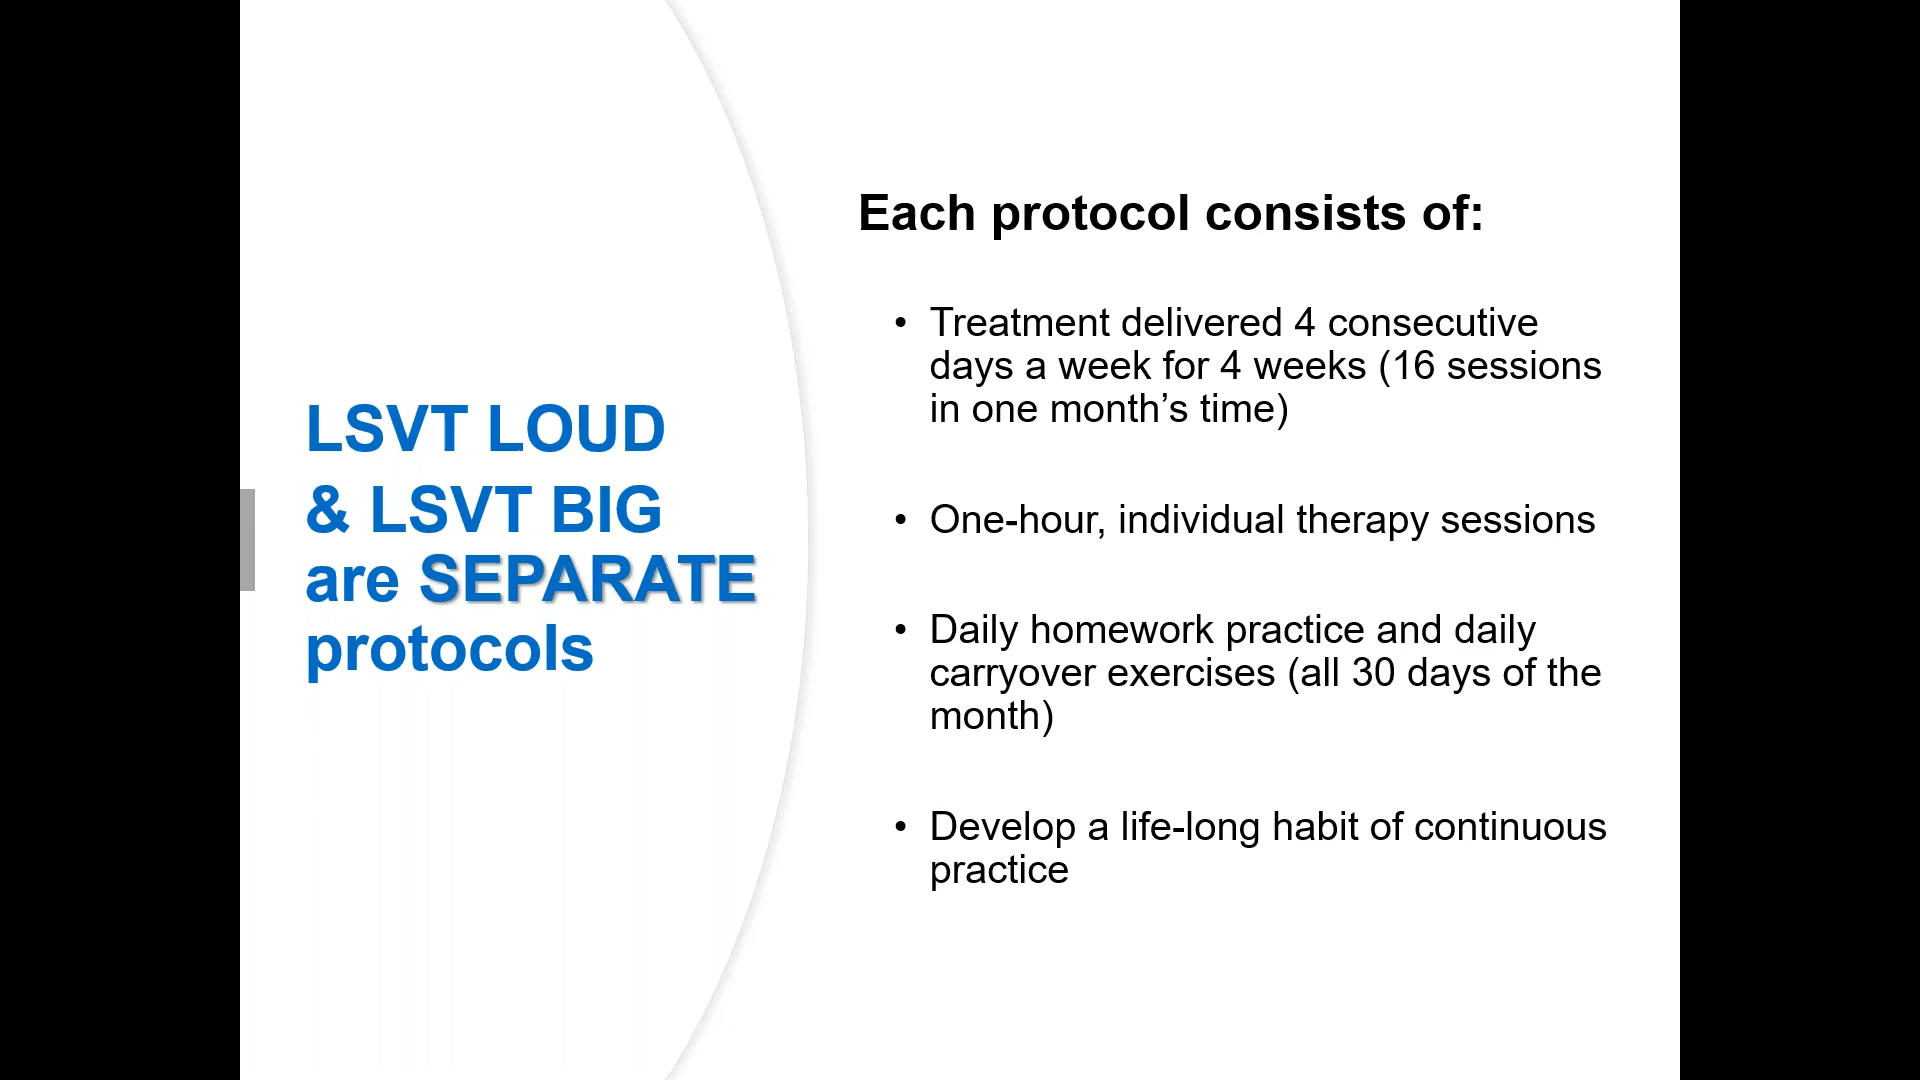 LSVT LOUD
& LSVT BIG
are SEPARATE
protocols
Each protocol consists of:
• Treatment delivered 4 consecutive
days a week for 4 weeks (16 sessions
in one month’s time)
• One-hour, individual therapy sessions
• Daily homework practice and daily
carryover exercises (all 30 days of the
month)
• Develop a life-long habit of continuous
practice